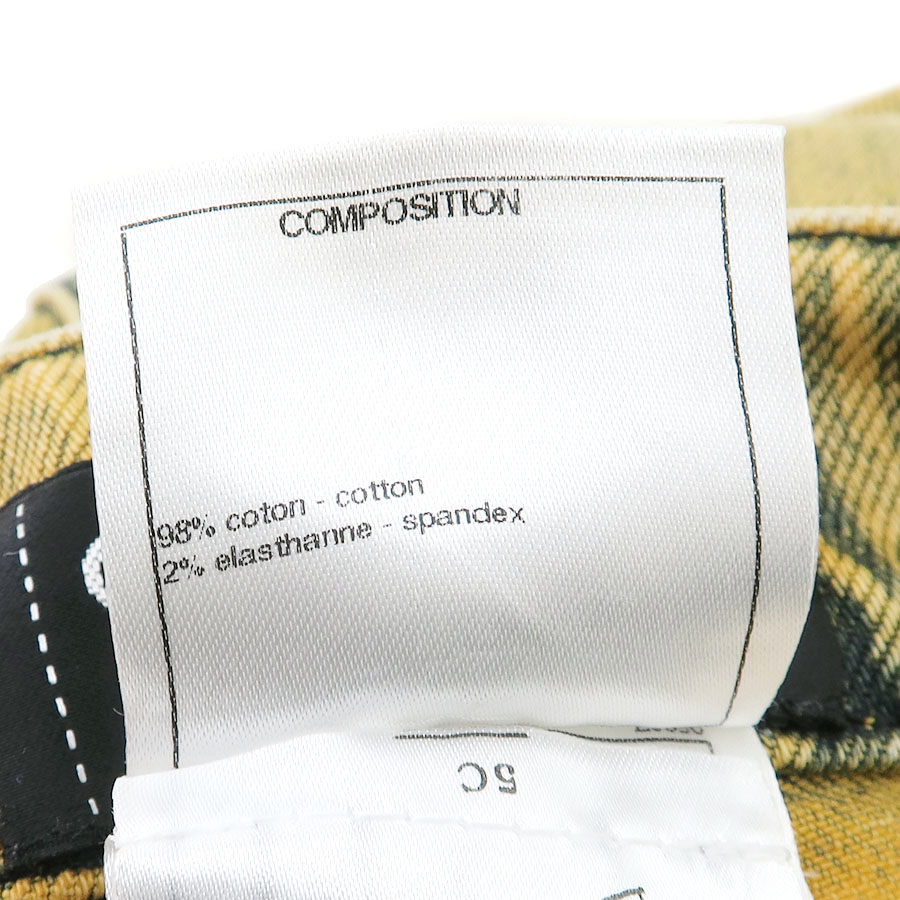 COMPOSITION
98% coton - cotton
2% elasthanne - spandex
5C